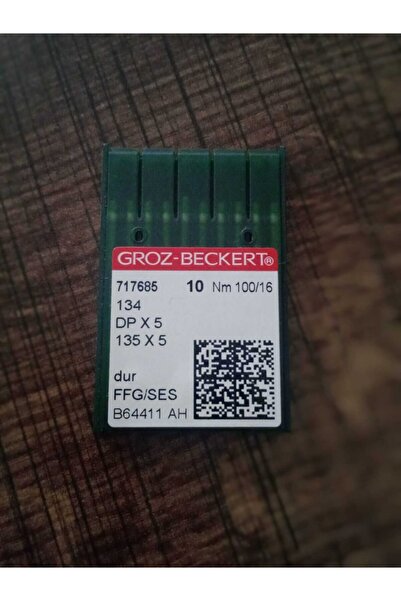 GROZ-BECKERT®
717685 10 Nm 100/16
134
DP X 5
135 X 5
dur
FFG/SES
B64411 AH